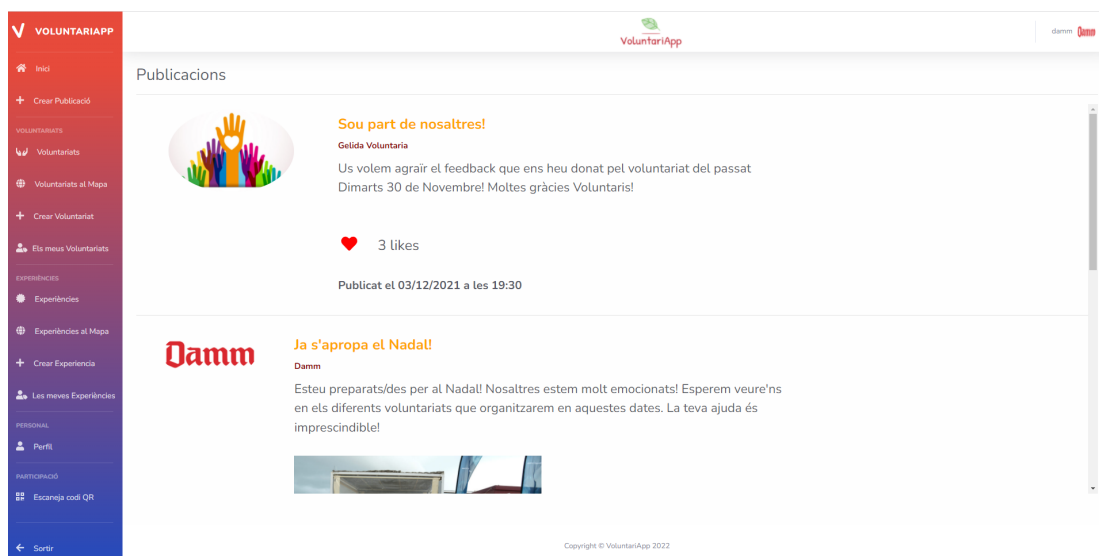 VOLUNTARIAPP
Inici
Crear Publicació
VOLUNTARIATS
Voluntariats
Voluntariats al Mapa
Crear Voluntariat
Els meus Voluntariats
EXPERIÈNCIES
Experiències
Experiències al Mapa
Crear Experiencia
Les meves Experiències
PERSONAL
Perfil
PARTICIPACIÓ
Escaneja codi QR
Sortir
VoluntariApp
damm Damm
Publicacions
Sou part de nosaltres!
Gelida Voluntaria
Us volem agraïr el feedback que ens heu donat pel voluntariat del passat
Dimarts 30 de Novembre! Moltes gràcies Voluntaris!
3 likes
Publicat el 03/12/2021 a les 19:30
Damm
Ja s'apropa el Nadal!
Damm
Esteu preparats/des per al Nadal! Nosaltres estem molt emocionats! Esperem veure'ns
en els diferents voluntariats que organitzarem en aquestes dates. La teva ajuda és
imprescindible!
Copyright © VoluntariApp 2022